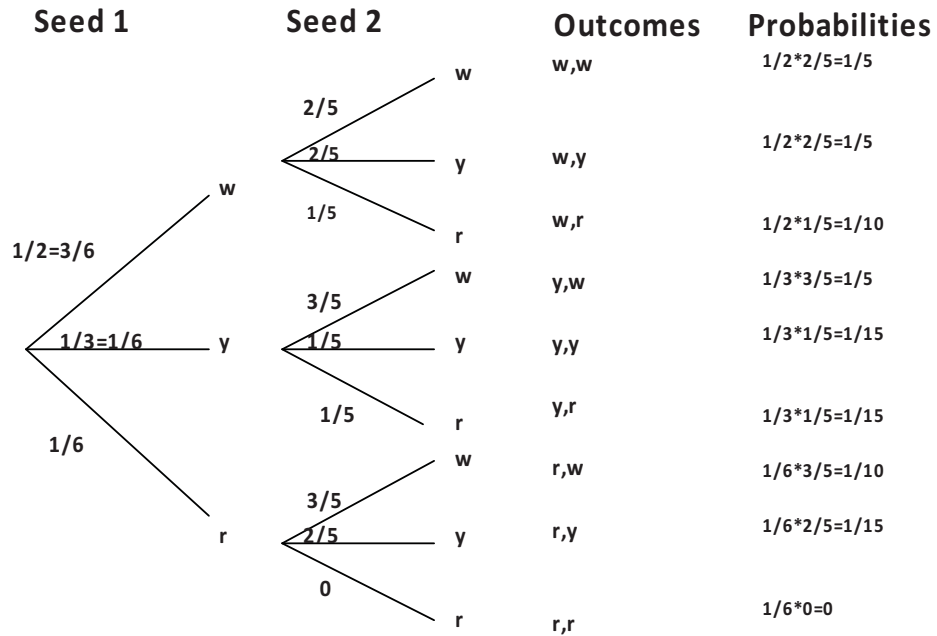 Seed 1 Seed 2 Outcomes Probabilities
w w,w 1/2*2/5=1/5
2/5
2/5 y w,y 1/2*2/5=1/5
w
1/5 r w,r 1/2*1/5=1/10
1/2=3/6
w y,w 1/3*3/5=1/5
3/5
1/3=1/6 y 1/5 y y,y 1/3*1/5=1/15
1/5 r y,r 1/3*1/5=1/15
1/6
w r,w 1/6*3/5=1/10
3/5
r 2/5 y r,y 1/6*2/5=1/15
0
r r,r 1/6*0=0